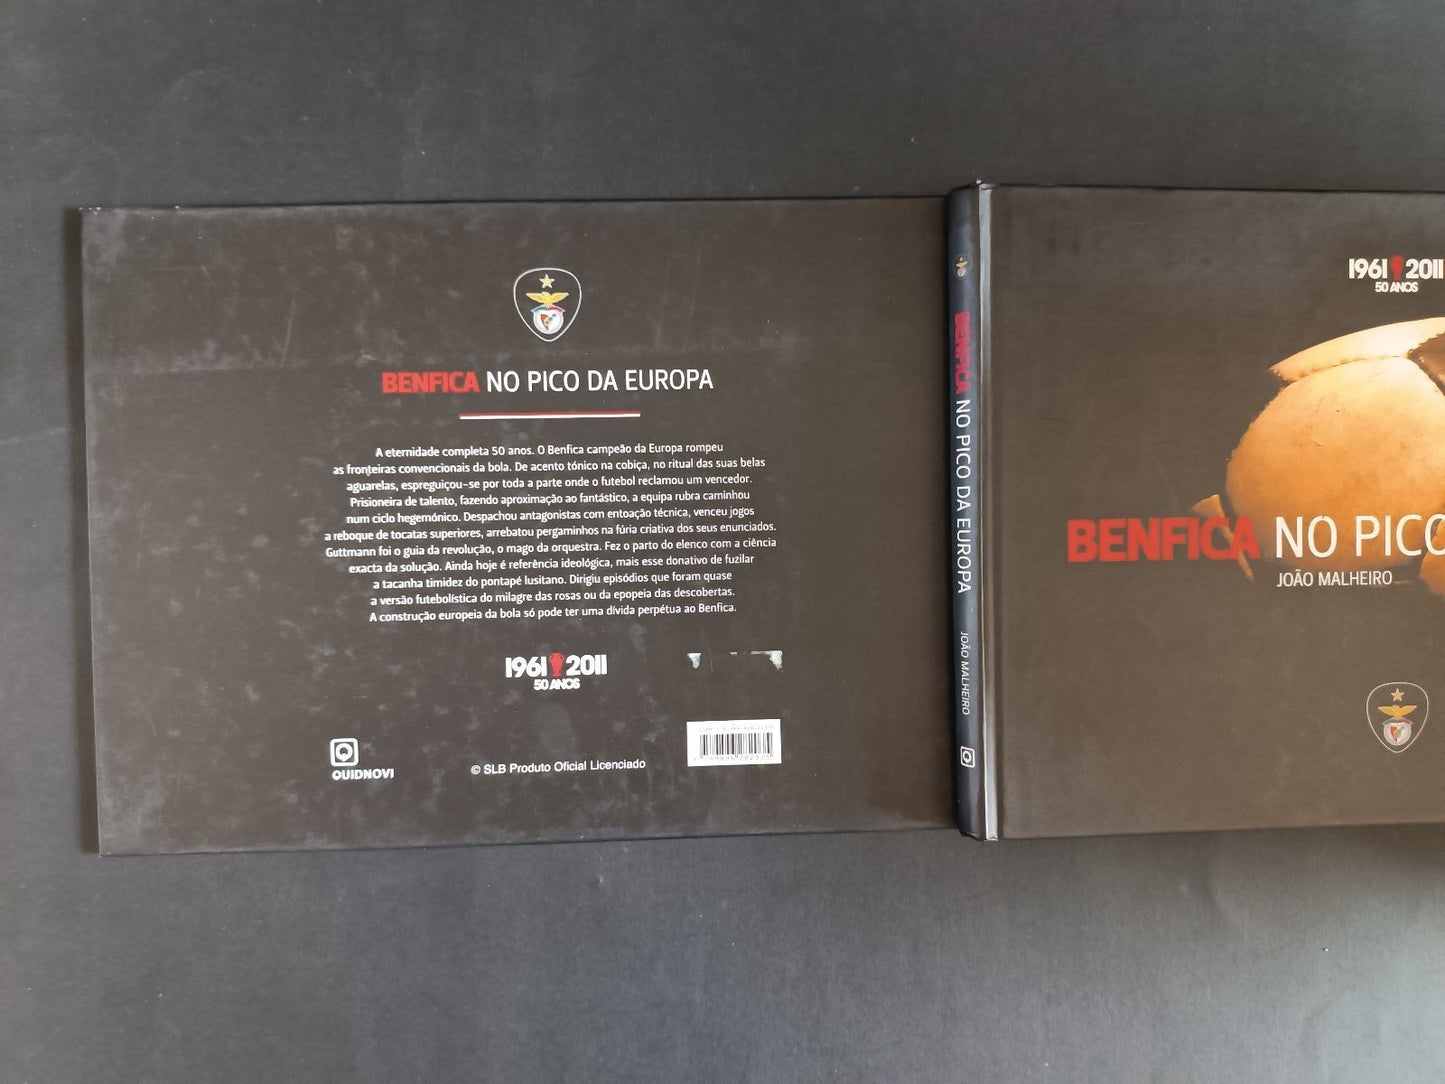 BENFICA NO PICO DA EUROPA
A eternidade completa 50 anos. O Benfica campeão da Europa rompeu
as fronteiras convencionais da bola. De acento tónico na cobiça, no ritual das suas belas
aguarelas, espreguiçou-se por toda a parte onde o futebol reclamou um vencedor.
Prisioneira de talento, fazendo aproximação ao fantástico, a equipa rubra caminhou
num ciclo hegemónico. Despachou antagonistas com entoação técnica, venceu jogos
a reboque de tocatas superiores, arrebatou pergaminhos na fúria criativa dos seus enunciados.
Guttmann foi o guia da revolução, o mago da orquestra. Fez o parto do elenco com a ciência
exacta da solução. Ainda hoje é referência ideológica, mais esse donativo de fuzilar
a tacanha timidez do pontapé lusitano. Dirigiu episódios que foram quase
a versão futebolística do milagre das rosas ou da epopeia das descobertas.
A construção europeia da bola só pode ter uma dívida perpétua ao Benfica.
1961 2011
50 ANOS
QUIDNOVI
© SLB Produto Oficial Licenciado
BENFICA NO PICO DA EUROPA
JOÃO MALHEIRO
1961 2011
50 ANOS
BENFICA NO PICO
JOÃO MALHEIRO